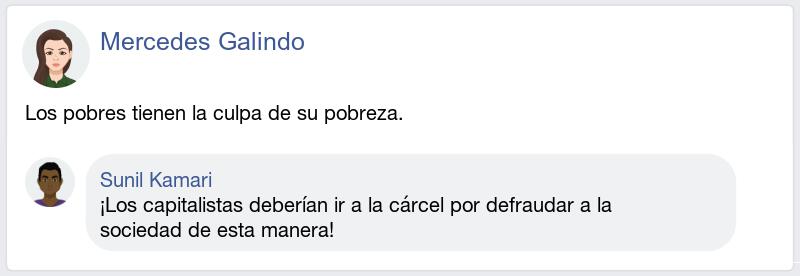 Mercedes Galindo
Los pobres tienen la culpa de su pobreza.
Sunil Kamari
¡Los capitalistas deberían ir a la cárcel por defraudar a la
sociedad de esta manera!